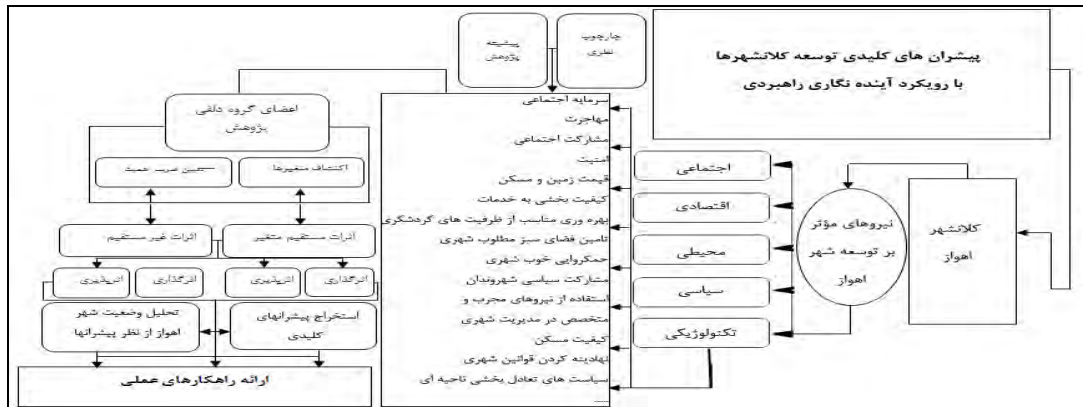 پیشران های کلیدی توسعه کلانشهرها
با رویکرد آینده نگاری راهبردی
چارچوب
نظری
پیشینه
پژوهش
کلانشهر
اهواز
نیروهای مؤثر
بر توسعه شهر
اهواز
اجتماعی
اقتصادی
محیطی
سیاسی
تکنولوژیکی
سرمایه اجتماعی
مهاجرت
مشارکت اجتماعی
امنیت
قیمت زمین و مسکن
کیفیت بخشی به خدمات
بهره وری مناسب از ظرفیت های گردشگری
تامین فضای سبز مطلوب شهری
حمکروایی خوب شهری
مشارکت سیاسی شهروندان
استفاده از نیروهای مجرب و
متخصص در مدیریت شهری
کیفیت مسکن
نهادینه کردن قوانین شهری
سیاست های تعادل بخشی ناحیه ای
....
اعضای گروه دلفی
پژوهش
اکتشاف متغیرها
اثرات مستقیم متغیر
اثرات غیر مستقیم
اثرگذاری
اثرپذیری
اثرگذاری
اثرپذیری
استخراج پیشرانهای
کلیدی
تحلیل وضعیت شهر
اهواز از نظر پیشرانها
ارائه راهکارهای عملی